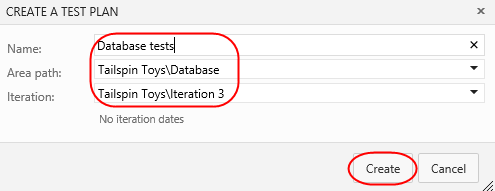 CREATE A TEST PLAN
Name: Database tests
Area path: Tailspin Toys\Database
Iteration: Tailspin Toys\Iteration 3
No iteration dates
Create Cancel